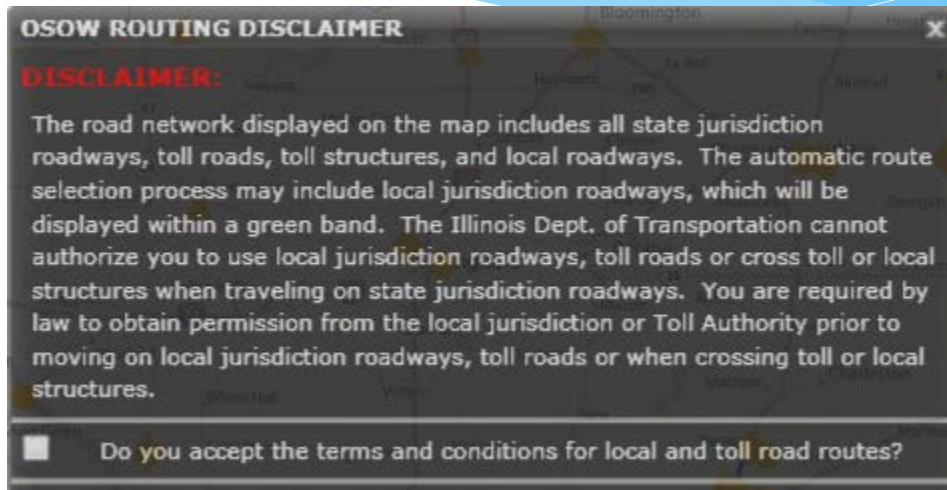 Bloomington
OSOW ROUTING DISCLAIMER x
DISCLAIMER:
The road network displayed on the map includes all state jurisdiction
roadways, toll roads, toll structures, and local roadways. The automatic route
selection process may include local jurisdiction roadways, which will be
displayed within a green band. The Illinois Dept. of Transportation cannot
authorize you to use local jurisdiction roadways, toll roads or cross toll or local
structures when traveling on state jurisdiction roadways. You are required by
law to obtain permission from the local jurisdiction or Toll Authority prior to
moving on local jurisdiction roadways, toll roads or when crossing toll or local
structures.
Do you accept the terms and conditions for local and toll road routes?